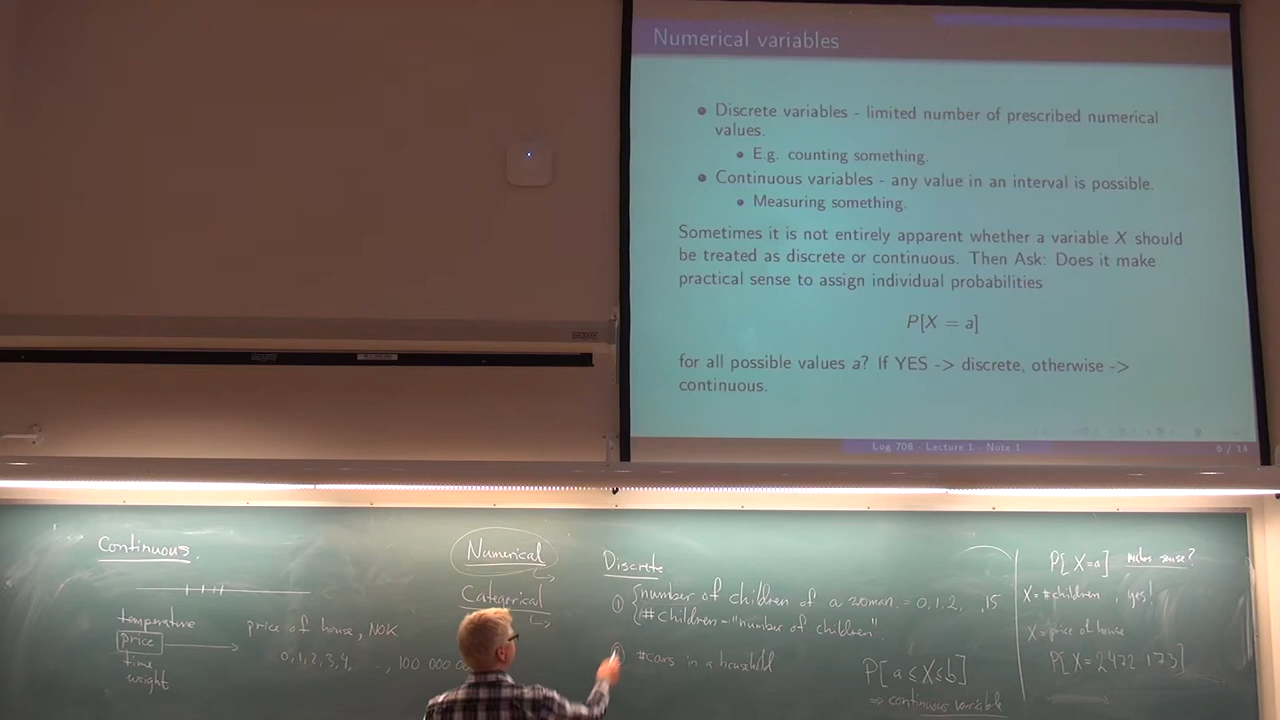 Numerical variables
• Discrete variables - limited number of prescribed numerical
values.
• E.g. counting something.
• Continuous variables - any value in an interval is possible.
• Measuring something.
Sometimes it is not entirely apparent whether a variable X should
be treated as discrete or continuous. Then Ask: Does it make
practical sense to assign individual probabilities
P[X = a]
for all possible values a? If YES -> discrete, otherwise ->
continuous.
Log 708 - Lecture 1 - Note 1
6 / 14
Continuous.
temperature
price
time
weight
price of house, NOK
0,1,2,3,4,
, 100 000
Numerical
Categorical
Discrete
① number of children of a woman = 0,1,2, ,15
# children = "number of children".
# cars in a household
P[a ≤ X ≤ b]
⇒ continuous variable
P[X=a] makes sense?
X = # children, yes!
X = price of house
P[X = 2472 173]